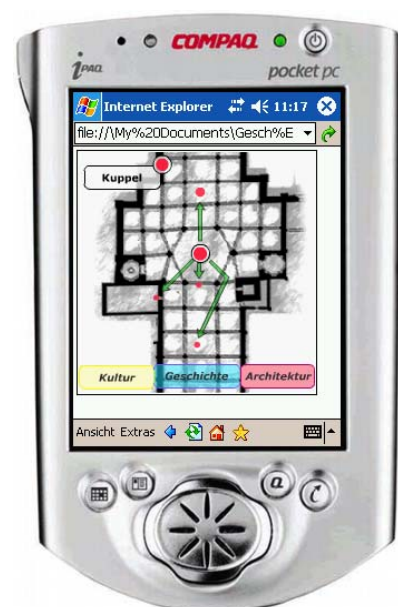 COMPAQ
iPAQ
pocket pc
Internet Explorer 11:17
file://\My%20Documents\Gesch%E
Kuppel
Kultur Geschichte Architektur
Ansicht Extras
Q